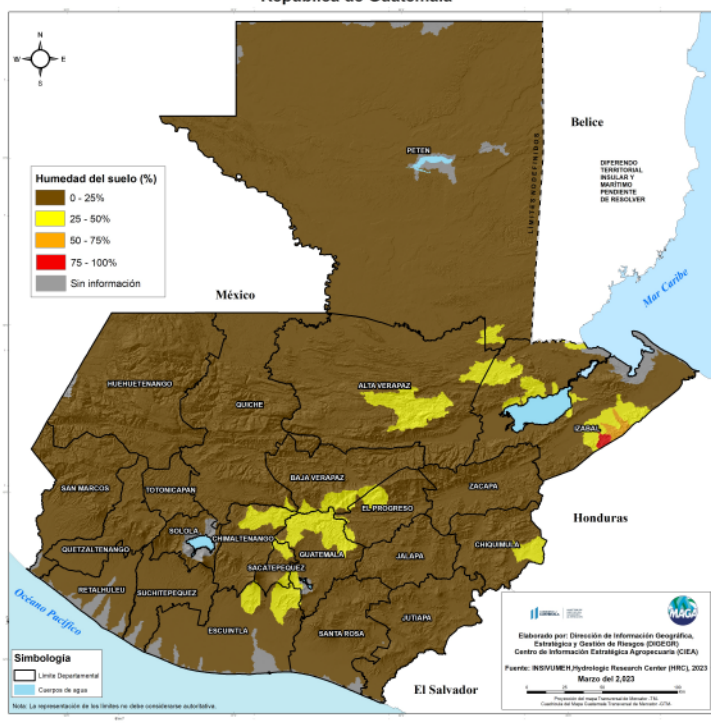 República de Guatemala
N
W
E
S
Belice
PETEN
LÍMITES NO DEFINIDOS
DIFERENDO
TERRITORIAL
INSULAR Y
MARÍTIMO
PENDIENTE
DE RESOLVER
Humedad del suelo (%)
0 - 25%
25 - 50%
50 - 75%
75 - 100%
Sin información
México
Mar Caribe
HUEHUETENANGO
QUICHE
ALTA VERAPAZ
IZABAL
BAJA VERAPAZ
SAN MARCOS
TOTONICAPAN
ZACAPA
EL PROGRESO
Honduras
SOLOLA
CHIMALTENANGO
QUETZALTENANGO
GUATEMALA
JALAPA
CHIQUIMULA
SACATEPEQUEZ
RETALHULEU
SUCHITEPEQUEZ
Océano Pacífico
JUTIAPA
ESCUINTLA
SANTA ROSA
MAGA
Elaborado por: Dirección de Información Geográfica,
Estratégica y Gestión de Riesgos (DIGEGR)
Centro de Información Estratégica Agropecuaria (CIEA)
Fuente: INSIVUMEH,Hydrologic Research Center (HRC), 2023
Marzo del 2,023
Simbología
Límite Departamental
Cuerpos de agua
El Salvador
Nota: La representación de los límites no debe considerarse autoritativa.